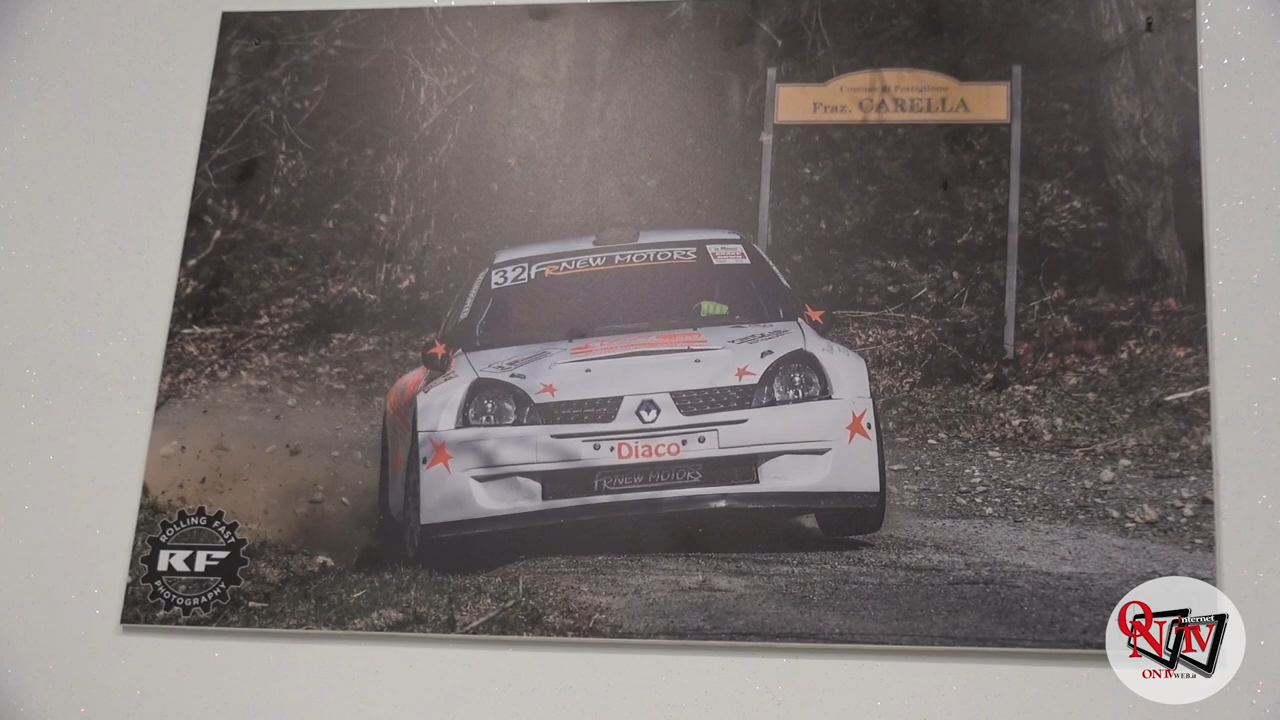 Comune di Pratiglione
Fraz. CARELLA
32
FRNEW MOTORS
Diaco
FRNEW MOTORS
ROLLING FAST
RF
PHOTOGRAPHY
ON
internet
TV
ONTVWEB.it